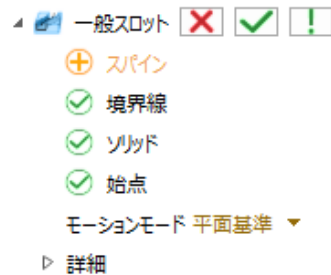 一般スロット
スパイン
境界線
ソリッド
始点
モーションモード 平面基準
詳細